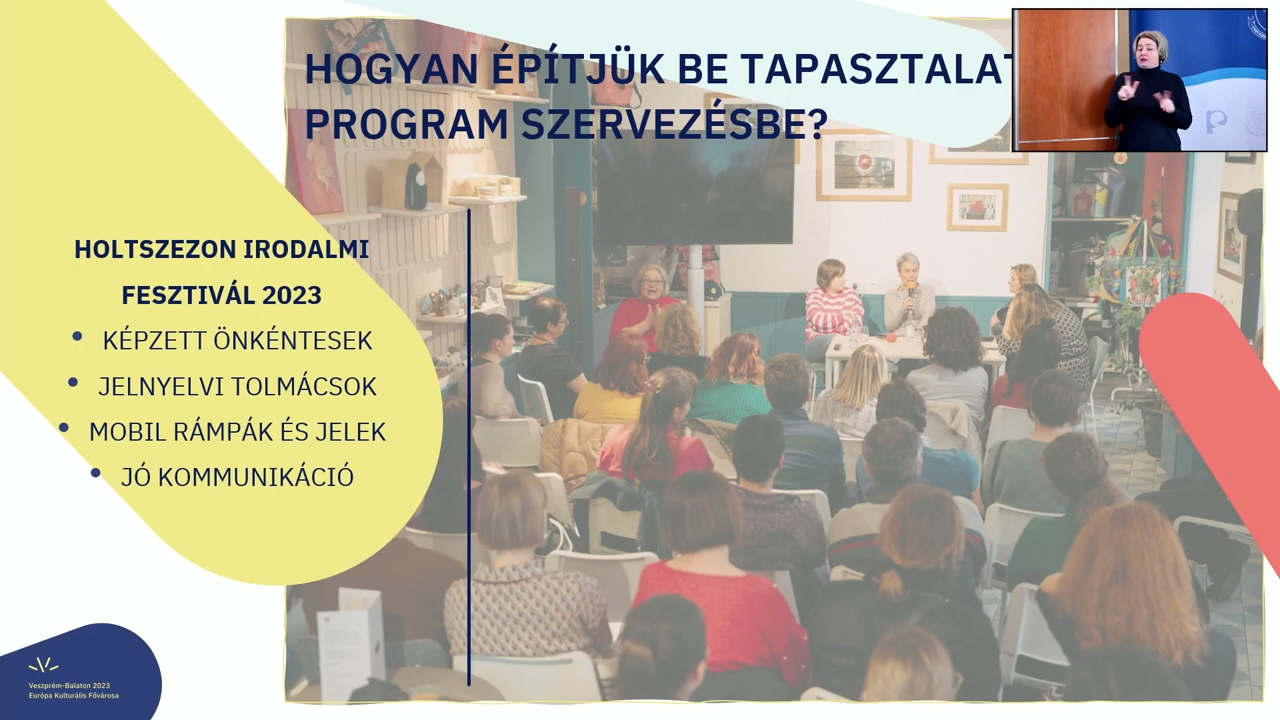 HOGYAN ÉPÍTJÜK BE TAPASZTALAT
PROGRAM SZERVEZÉSBE?
HOLTSZEZON IRODALMI
FESZTIVÁL 2023
• KÉPZETT ÖNKÉNTESEK
• JELNYELVI TOLMÁCSOK
• MOBIL RÁMPÁK ÉS JELEK
• JÓ KOMMUNIKÁCIÓ
Veszprém-Balaton 2023
Európa Kulturális Fővárosa